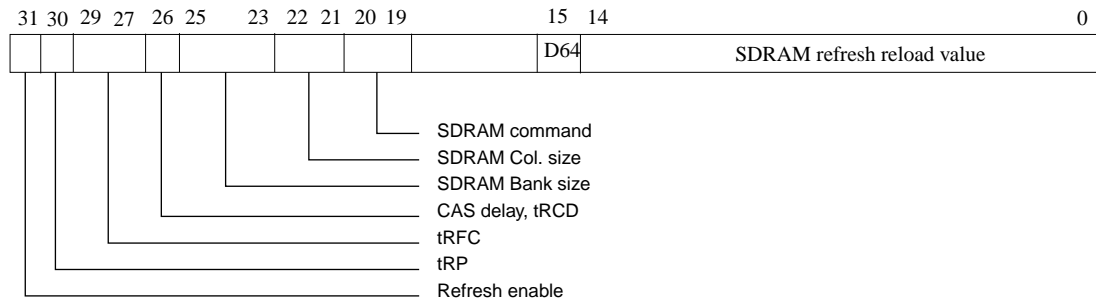 31 30 29 27 26 25 23 22 21 20 19 15 14 0
D64 SDRAM refresh reload value
SDRAM command
SDRAM Col. size
SDRAM Bank size
CAS delay, tRCD
tRFC
tRP
Refresh enable